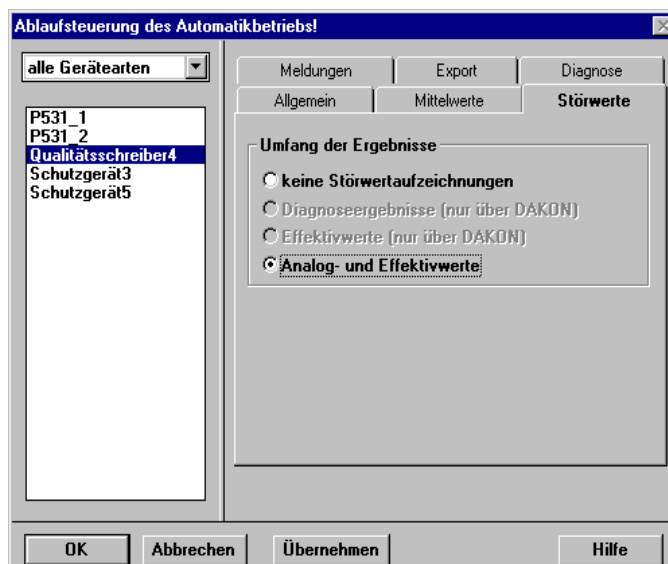 Ablaufsteuerung des Automatikbetriebs!
alle Gerätearten
P531_1
P531_2
Qualitätsschreiber4
Schutzgerät3
Schutzgerät5
Meldungen
Export
Diagnose
Allgemein
Mittelwerte
Störwerte
Umfang der Ergebnisse
keine Störwertaufzeichnungen
Diagnoseergebnisse (nur über DAKON)
Effektivwerte (nur über DAKON)
Analog- und Effektivwerte
OK
Abbrechen
Übernehmen
Hilfe